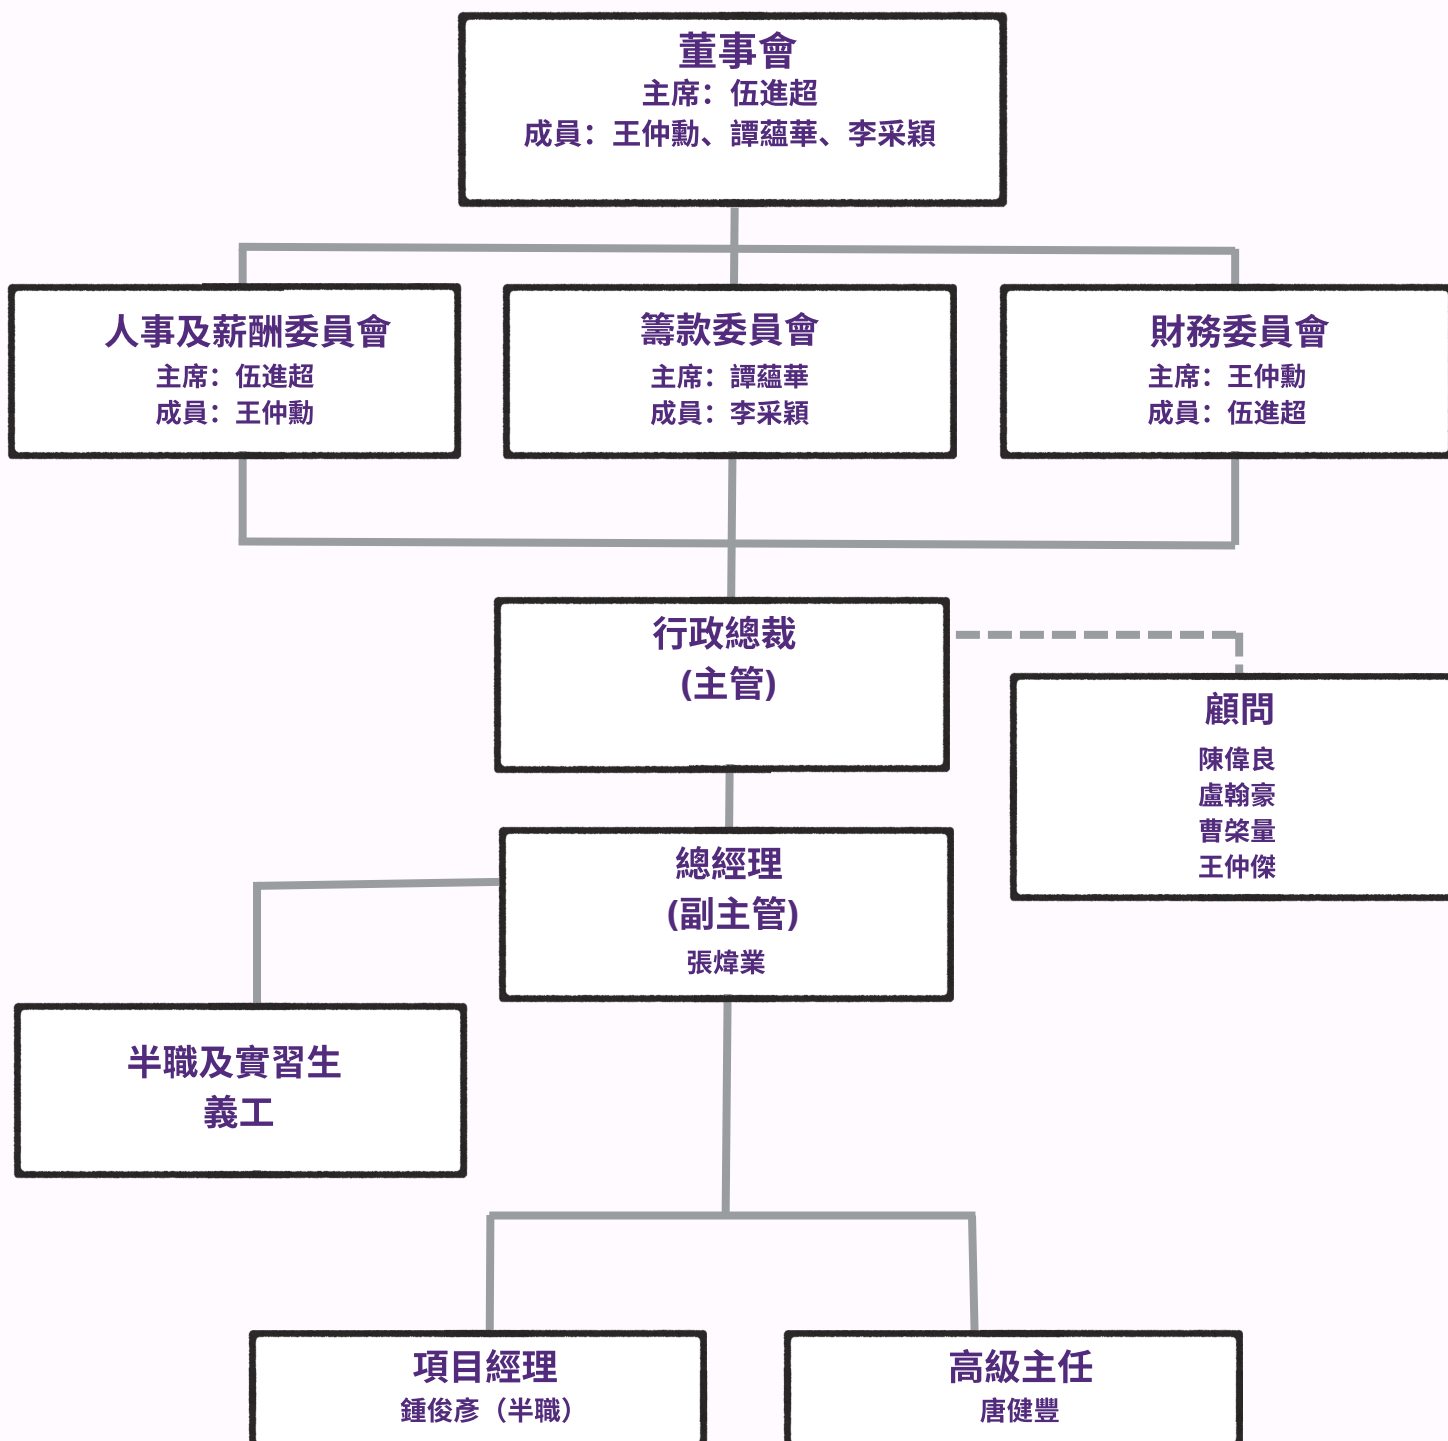 董事會
主席：伍進超
成員：王仲勳、譚蘊華、李采穎
人事及薪酬委員會
主席：伍進超
成員：王仲勳
籌款委員會
主席：譚蘊華
成員：李采穎
財務委員會
主席：王仲勳
成員：伍進超
行政總裁
(主管)
顧問
陳偉良
盧翰豪
曹棨量
王仲傑
總經理
(副主管)
張煒業
半職及實習生
義工
項目經理
鍾俊彥（半職）
高級主任
唐健豐